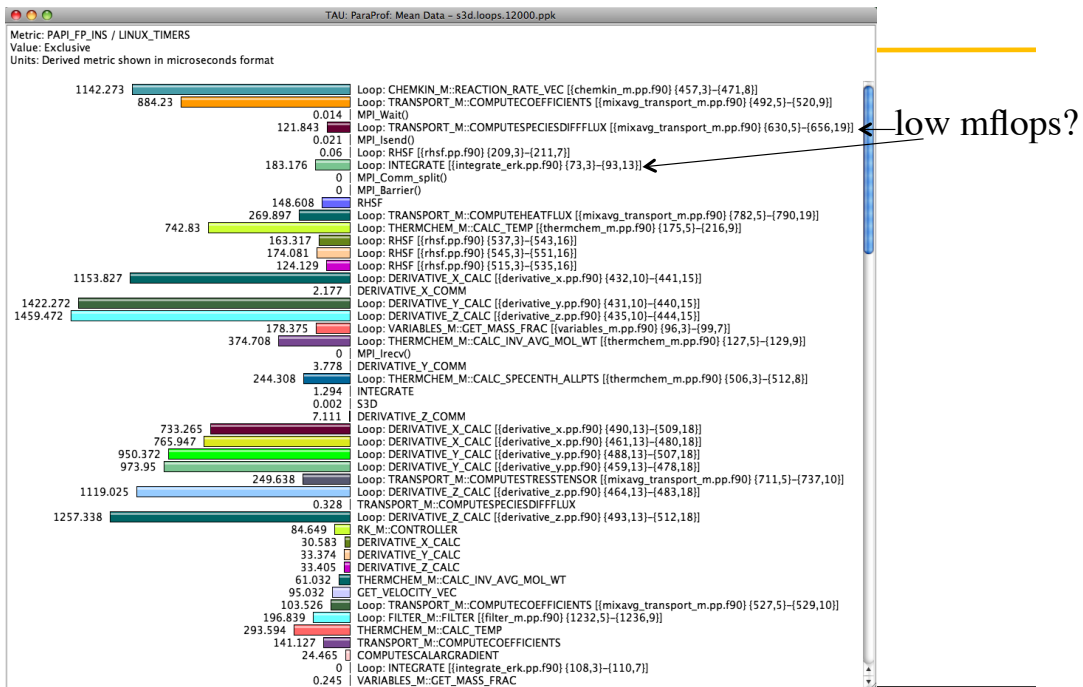 TAU: ParaProf: Mean Data – s3d.loops.12000.ppk
Metric: PAPI_FP_INS / LINUX_TIMERS
Value: Exclusive
Units: Derived metric shown in microseconds format
1142.273 Loop: CHEMKIN_M::REACTION_RATE_VEC [{chemkin_m.pp.f90} {457,3}–{471,8}]
884.23 Loop: TRANSPORT_M::COMPUTECOEFFICIENTS [{mixavg_transport_m.pp.f90} {492,5}–{520,9}]
0.014 MPI_Wait()
121.843 Loop: TRANSPORT_M::COMPUTESPECIESDIFFFLUX [{mixavg_transport_m.pp.f90} {630,5}–{656,19}] low mflops?
0.021 MPI_Isend()
0.06 Loop: RHSF [{rhsf.pp.f90} {209,3}–{211,7}]
183.176 Loop: INTEGRATE [{integrate_erk.pp.f90} {73,3}–{93,13}]
0 MPI_Comm_split()
0 MPI_Barrier()
148.608 RHSF
269.897 Loop: TRANSPORT_M::COMPUTEHEATFLUX [{mixavg_transport_m.pp.f90} {782,5}–{790,19}]
742.83 Loop: THERMCHEM_M::CALC_TEMP [{thermchem_m.pp.f90} {175,5}–{216,9}]
163.317 Loop: RHSF [{rhsf.pp.f90} {537,3}–{543,16}]
174.081 Loop: RHSF [{rhsf.pp.f90} {545,3}–{551,16}]
124.129 Loop: RHSF [{rhsf.pp.f90} {515,3}–{535,16}]
1153.827 Loop: DERIVATIVE_X_CALC [{derivative_x.pp.f90} {432,10}–{441,15}]
2.177 DERIVATIVE_X_COMM
1422.272 Loop: DERIVATIVE_Y_CALC [{derivative_y.pp.f90} {431,10}–{440,15}]
1459.472 Loop: DERIVATIVE_Z_CALC [{derivative_z.pp.f90} {435,10}–{444,15}]
178.375 Loop: VARIABLES_M::GET_MASS_FRAC [{variables_m.pp.f90} {96,3}–{99,7}]
374.708 Loop: THERMCHEM_M::CALC_INV_AVG_MOL_WT [{thermchem_m.pp.f90} {127,5}–{129,9}]
0 MPI_Irecv()
3.778 DERIVATIVE_Y_COMM
244.308 Loop: THERMCHEM_M::CALC_SPECENTH_ALLPTS [{thermchem_m.pp.f90} {506,3}–{512,8}]
1.294 INTEGRATE
0.002 S3D
7.111 DERIVATIVE_Z_COMM
733.265 Loop: DERIVATIVE_X_CALC [{derivative_x.pp.f90} {490,13}–{509,18}]
765.947 Loop: DERIVATIVE_X_CALC [{derivative_x.pp.f90} {461,13}–{480,18}]
950.372 Loop: DERIVATIVE_Y_CALC [{derivative_y.pp.f90} {488,13}–{507,18}]
973.95 Loop: DERIVATIVE_Y_CALC [{derivative_y.pp.f90} {459,13}–{478,18}]
249.638 Loop: TRANSPORT_M::COMPUTESTRESSTENSOR [{mixavg_transport_m.pp.f90} {711,5}–{737,10}]
1119.025 Loop: DERIVATIVE_Z_CALC [{derivative_z.pp.f90} {464,13}–{483,18}]
0.328 TRANSPORT_M::COMPUTESPECIESDIFFFLUX
1257.338 Loop: DERIVATIVE_Z_CALC [{derivative_z.pp.f90} {493,13}–{512,18}]
84.649 RK_M::CONTROLLER
30.583 DERIVATIVE_X_CALC
33.374 DERIVATIVE_Y_CALC
33.405 DERIVATIVE_Z_CALC
61.032 THERMCHEM_M::CALC_INV_AVG_MOL_WT
95.032 GET_VELOCITY_VEC
103.526 Loop: TRANSPORT_M::COMPUTECOEFFICIENTS [{mixavg_transport_m.pp.f90} {527,5}–{529,10}]
196.839 Loop: FILTER_M::FILTER [{filter_m.pp.f90} {1232,5}–{1236,9}]
293.594 THERMCHEM_M::CALC_TEMP
141.127 TRANSPORT_M::COMPUTECOEFFICIENTS
24.465 COMPUTESCALARGRADIENT
0 Loop: INTEGRATE [{integrate_erk.pp.f90} {108,3}–{110,7}]
0.245 VARIABLES_M::GET_MASS_FRAC